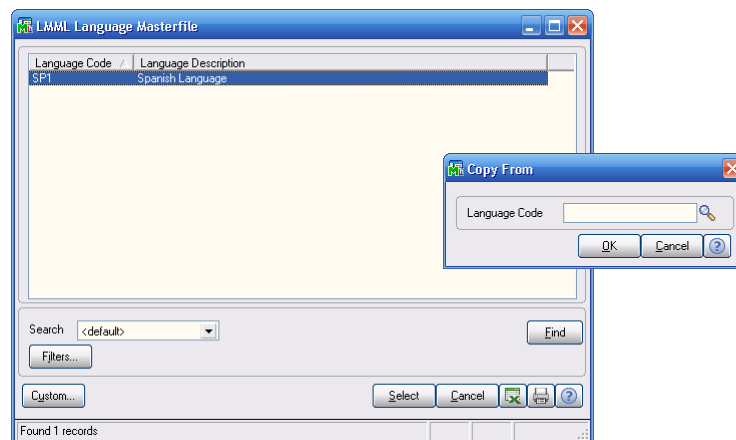 LMML Language Masterfile
Language Code / Language Description
SP1 Spanish Language
Copy From
Language Code
OK Cancel ?
Search <default> Find
Filters...
Custom... Select Cancel ?
Found 1 records